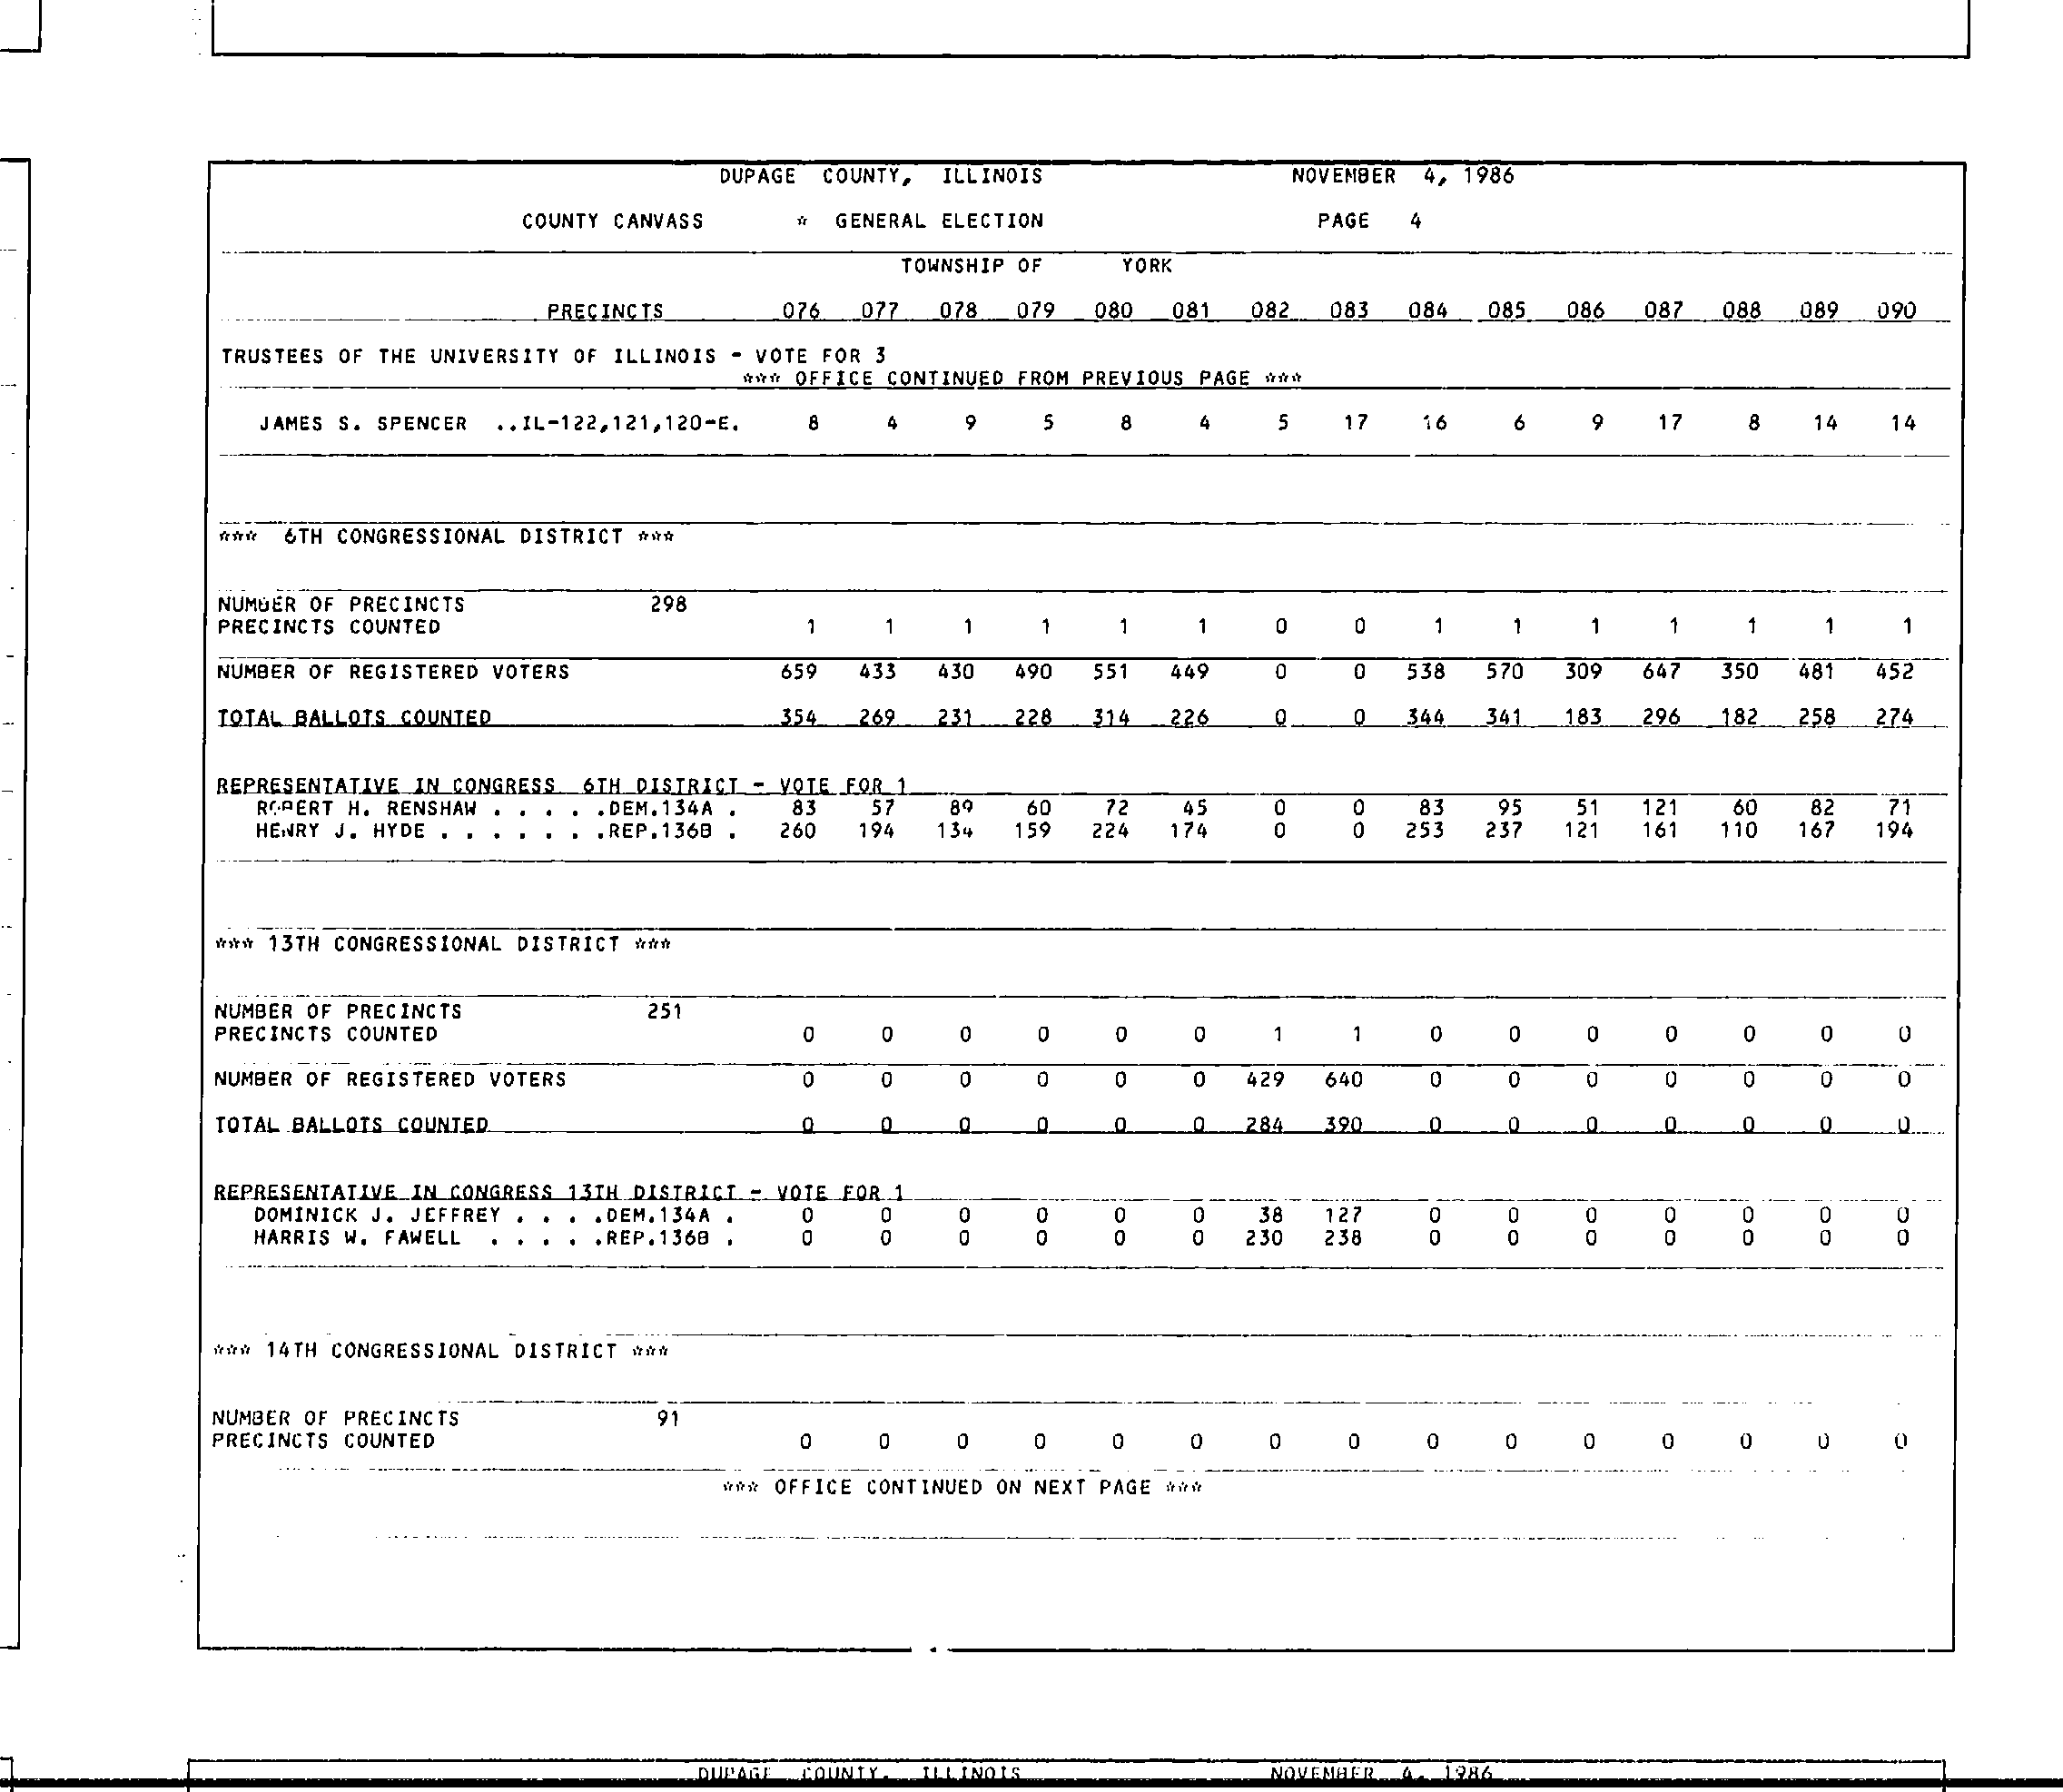 DUPAGE COUNTY, ILLINOIS NOVEMBER 4, 1986
COUNTY CANVASS * GENERAL ELECTION PAGE 4
TOWNSHIP OF YORK
PRECINCTS 076 077 078 079 080 081 082 083 084 085 086 087 088 089 090
TRUSTEES OF THE UNIVERSITY OF ILLINOIS - VOTE FOR 3
*** OFFICE CONTINUED FROM PREVIOUS PAGE ***
JAMES S. SPENCER ..IL-122,121,120-E. 8 4 9 5 8 4 5 17 16 6 9 17 8 14 14
*** 6TH CONGRESSIONAL DISTRICT ***
NUMBER OF PRECINCTS 298
PRECINCTS COUNTED 1 1 1 1 1 1 0 0 1 1 1 1 1 1 1
NUMBER OF REGISTERED VOTERS 659 433 430 490 551 449 0 0 538 570 309 647 350 481 452
TOTAL BALLOTS COUNTED 354 269 231 228 314 226 0 0 344 341 183 296 182 258 274
REPRESENTATIVE IN CONGRESS 6TH DISTRICT - VOTE FOR 1
ROBERT H. RENSHAW . . . . .DEM.134A . 83 57 89 60 72 45 0 0 83 95 51 121 60 82 71
HENRY J. HYDE . . . . . . .REP.136B . 260 194 134 159 224 174 0 0 253 237 121 161 110 167 194
*** 13TH CONGRESSIONAL DISTRICT ***
NUMBER OF PRECINCTS 251
PRECINCTS COUNTED 0 0 0 0 0 0 1 1 0 0 0 0 0 0 0
NUMBER OF REGISTERED VOTERS 0 0 0 0 0 0 429 640 0 0 0 0 0 0 0
TOTAL BALLOTS COUNTED 0 0 0 0 0 0 284 390 0 0 0 0 0 0 0
REPRESENTATIVE IN CONGRESS 13TH DISTRICT - VOTE FOR 1
DOMINICK J. JEFFREY . . . .DEM.134A . 0 0 0 0 0 0 38 127 0 0 0 0 0 0 0
HARRIS W. FAWELL . . . . .REP.136B . 0 0 0 0 0 0 230 238 0 0 0 0 0 0 0
*** 14TH CONGRESSIONAL DISTRICT ***
NUMBER OF PRECINCTS 91
PRECINCTS COUNTED 0 0 0 0 0 0 0 0 0 0 0 0 0 0 0
*** OFFICE CONTINUED ON NEXT PAGE ***
DUPAGE COUNTY, ILLINOIS NOVEMBER 4, 1986